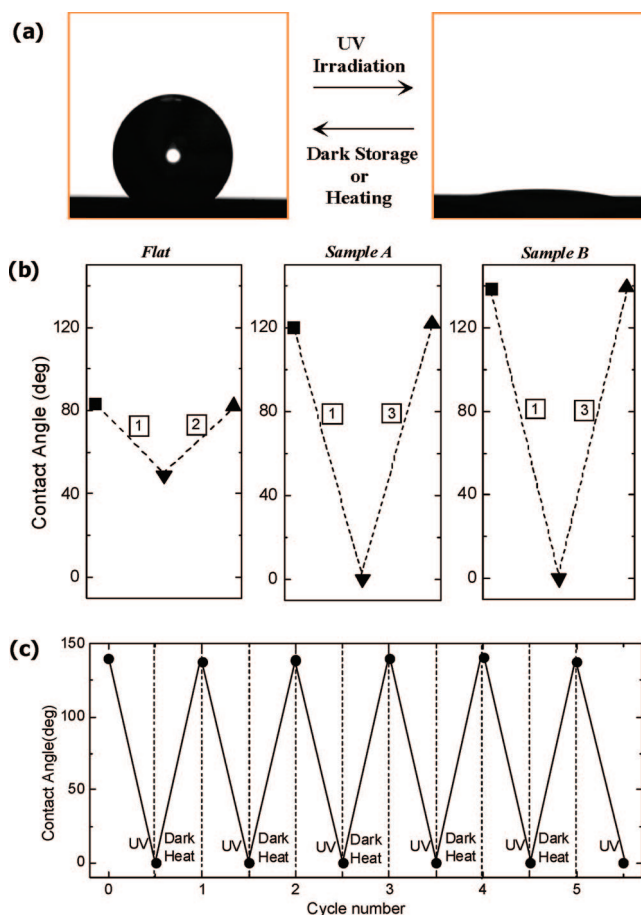 (a)
UV
Irradiation
Dark Storage
or
Heating
(b)
Flat
Sample A
Sample B
Contact Angle (deg)
120
80
40
0
1
2
120
80
40
0
1
3
120
80
40
0
1
3
(c)
Contact Angle(deg)
150
100
50
0
UV
Dark
Heat
UV
Dark
Heat
UV
Dark
Heat
UV
Dark
Heat
UV
Dark
Heat
UV
0
1
2
3
4
5
Cycle number